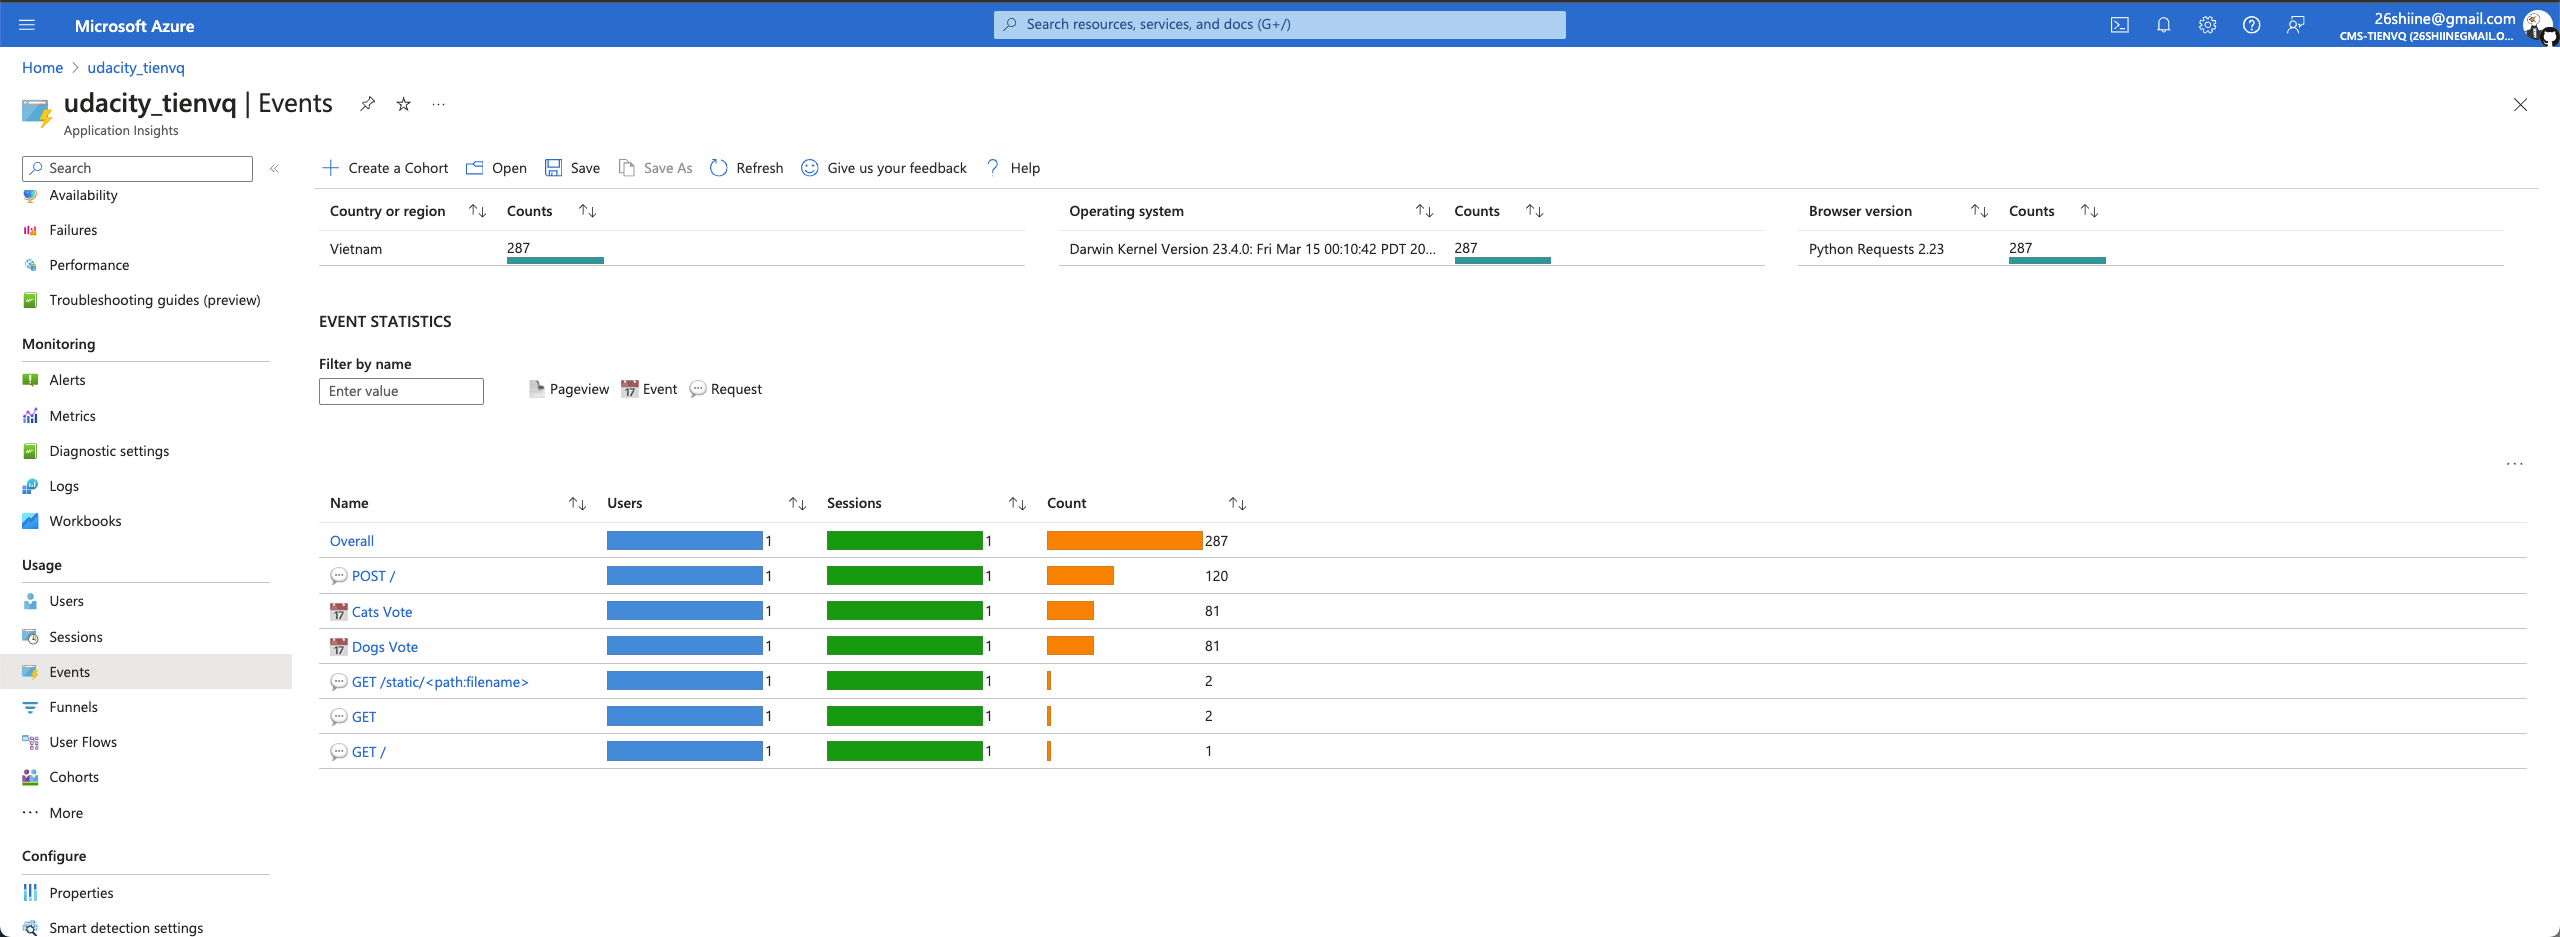 Microsoft Azure
Search resources, services, and docs (G+/)
26shiine@gmail.com
CMS-TIENVQ (26SHIINEGMAIL.O...
Home > udacity_tienvq
udacity_tienvq | Events
Application Insights
Search
Availability
Failures
Performance
Troubleshooting guides (preview)
Monitoring
Alerts
Metrics
Diagnostic settings
Logs
Workbooks
Usage
Users
Sessions
Events
Funnels
User Flows
Cohorts
More
Configure
Properties
Smart detection settings
Create a Cohort Open Save Save As Refresh Give us your feedback Help
Country or region Counts
Vietnam 287
Operating system Counts
Darwin Kernel Version 23.4.0: Fri Mar 15 00:10:42 PDT 20... 287
Browser version Counts
Python Requests 2.23 287
EVENT STATISTICS
Filter by name
Enter value
Pageview 17 Event Request
Name Users Sessions Count
Overall 1 1 287
POST / 1 1 120
17 Cats Vote 1 1 81
17 Dogs Vote 1 1 81
GET /static/<path:filename> 1 1 2
GET 1 1 2
GET / 1 1 1